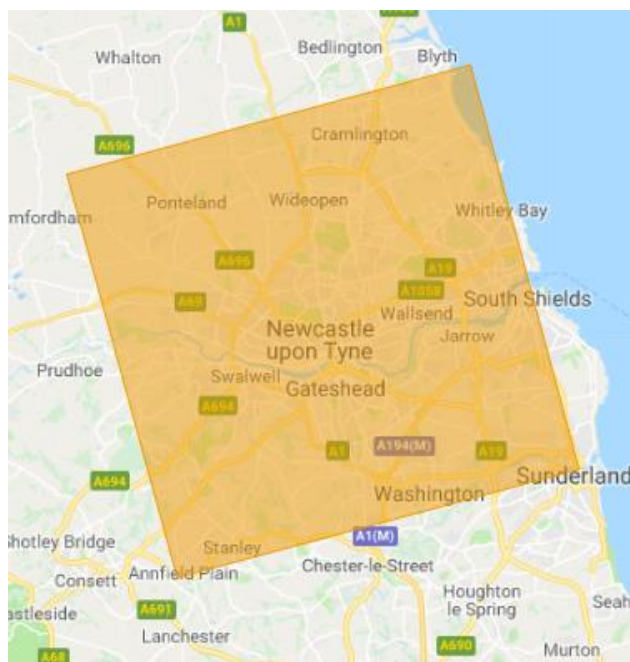 A1
Bedlington
Whalton
Blyth
Cramlington
A696
Ponteland
Wideopen
mfordham
Whitley Bay
A696
A19
A1058
A69
South Shields
Wallsend
Newcastle
upon Tyne
Jarrow
Prudhoe
Swalwell
Gateshead
A694
A1
A194(M)
A19
A694
Sunderland
Washington
A1(M)
Shotley Bridge
Stanley
Chester-le-Street
Annfield Plain
Consett
Houghton
le Spring
Seah
astleside
A691
Lanchester
A690
Murton
A68